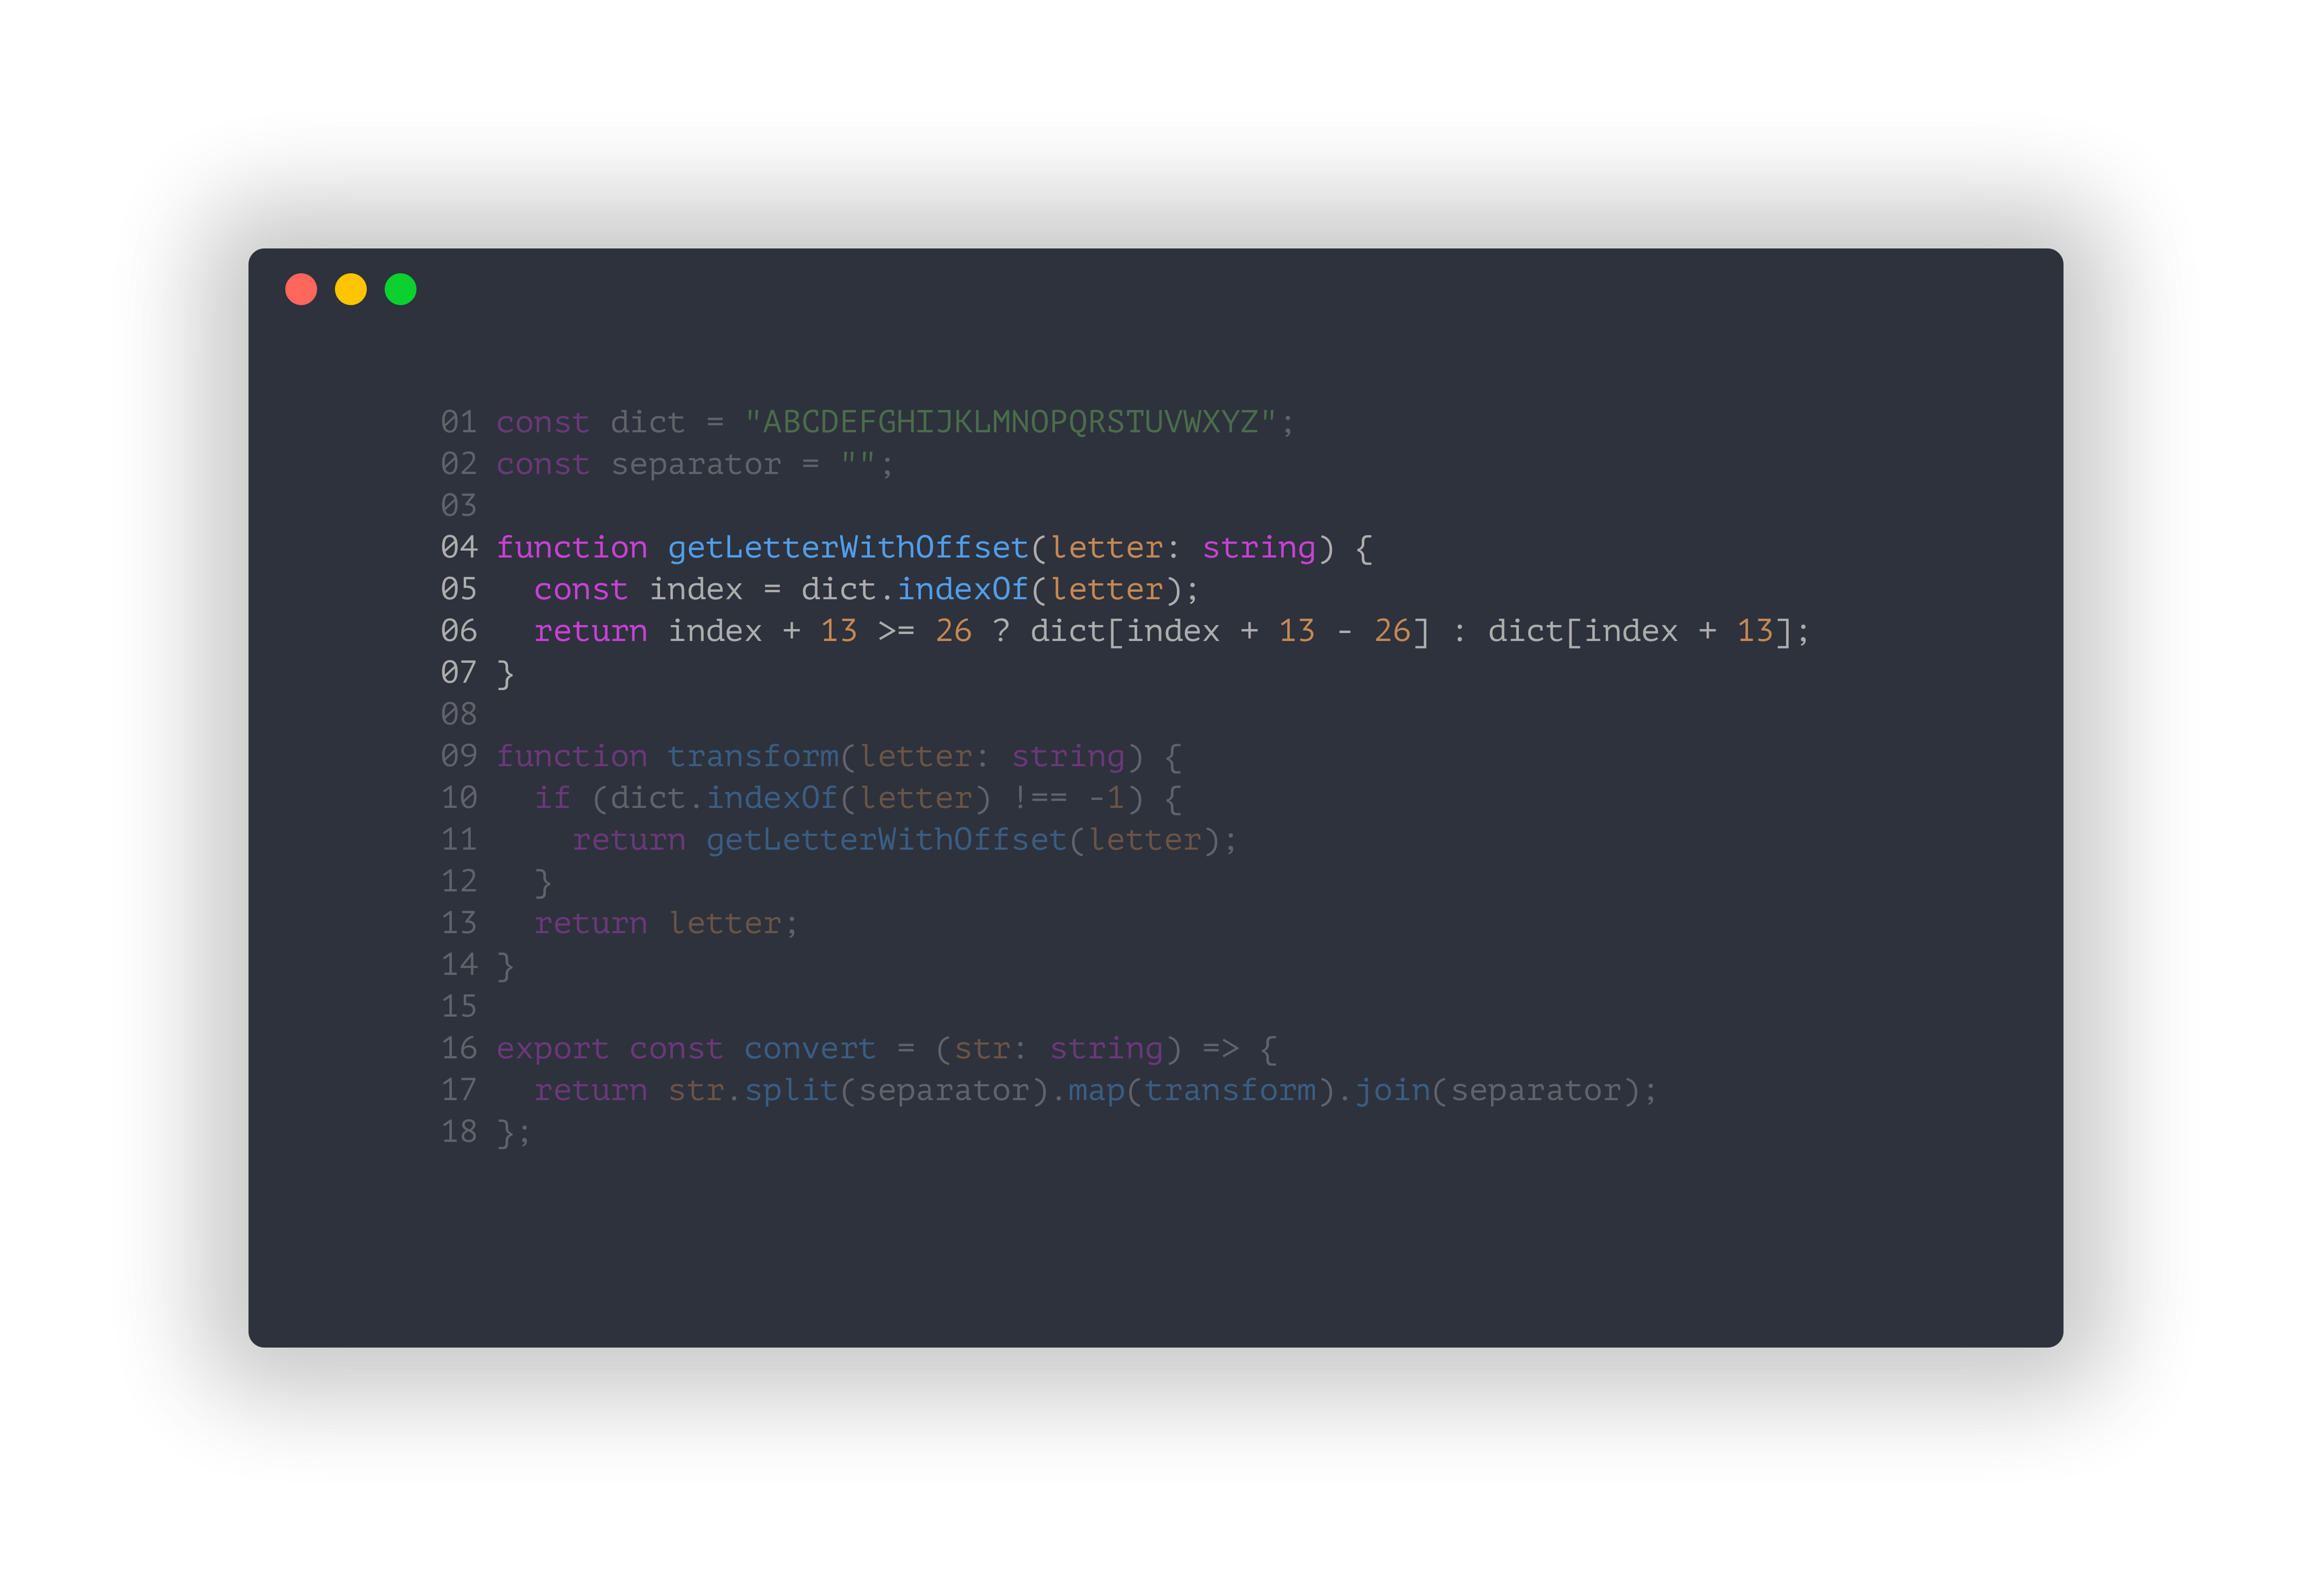 01 const dict = "ABCDEFGHIJKLMNOPQRSTUVWXYZ";
02 const separator = "";
03
04 function getLetterWithOffset(letter: string) {
05   const index = dict.indexOf(letter);
06   return index + 13 >= 26 ? dict[index + 13 - 26] : dict[index + 13];
07 }
08
09 function transform(letter: string) {
10   if (dict.indexOf(letter) !== -1) {
11     return getLetterWithOffset(letter);
12   }
13   return letter;
14 }
15
16 export const convert = (str: string) => {
17   return str.split(separator).map(transform).join(separator);
18 };